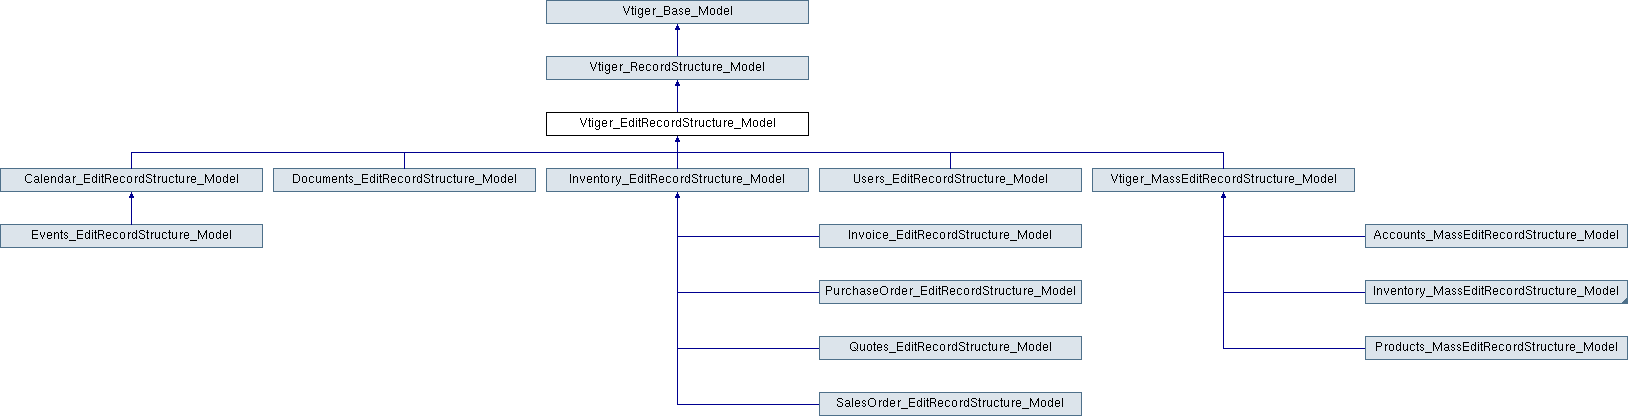 Vtiger_Base_Model
Vtiger_RecordStructure_Model
Vtiger_EditRecordStructure_Model
Calendar_EditRecordStructure_Model
Documents_EditRecordStructure_Model
Inventory_EditRecordStructure_Model
Users_EditRecordStructure_Model
Vtiger_MassEditRecordStructure_Model
Events_EditRecordStructure_Model
Invoice_EditRecordStructure_Model
Accounts_MassEditRecordStructure_Model
PurchaseOrder_EditRecordStructure_Model
Inventory_MassEditRecordStructure_Model
Quotes_EditRecordStructure_Model
Products_MassEditRecordStructure_Model
SalesOrder_EditRecordStructure_Model